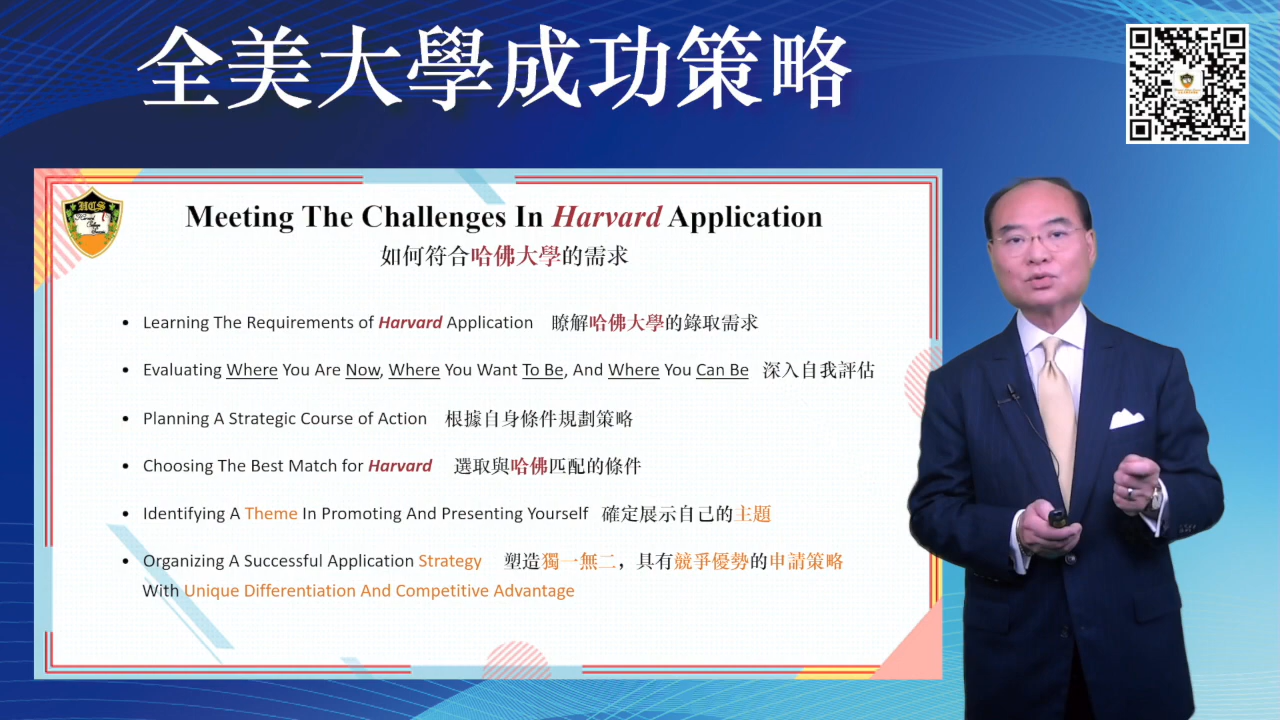 全美大學成功策略
HCS
Meeting The Challenges In Harvard Application
如何符合哈佛大學的需求
• Learning The Requirements of Harvard Application 瞭解哈佛大學的錄取需求
• Evaluating Where You Are Now, Where You Want To Be, And Where You Can Be 深入自我評估
• Planning A Strategic Course of Action 根據自身條件規劃策略
• Choosing The Best Match for Harvard 選取與哈佛匹配的條件
• Identifying A Theme In Promoting And Presenting Yourself 確定展示自己的主題
• Organizing A Successful Application Strategy 塑造獨一無二，具有競爭優勢的申請策略
With Unique Differentiation And Competitive Advantage